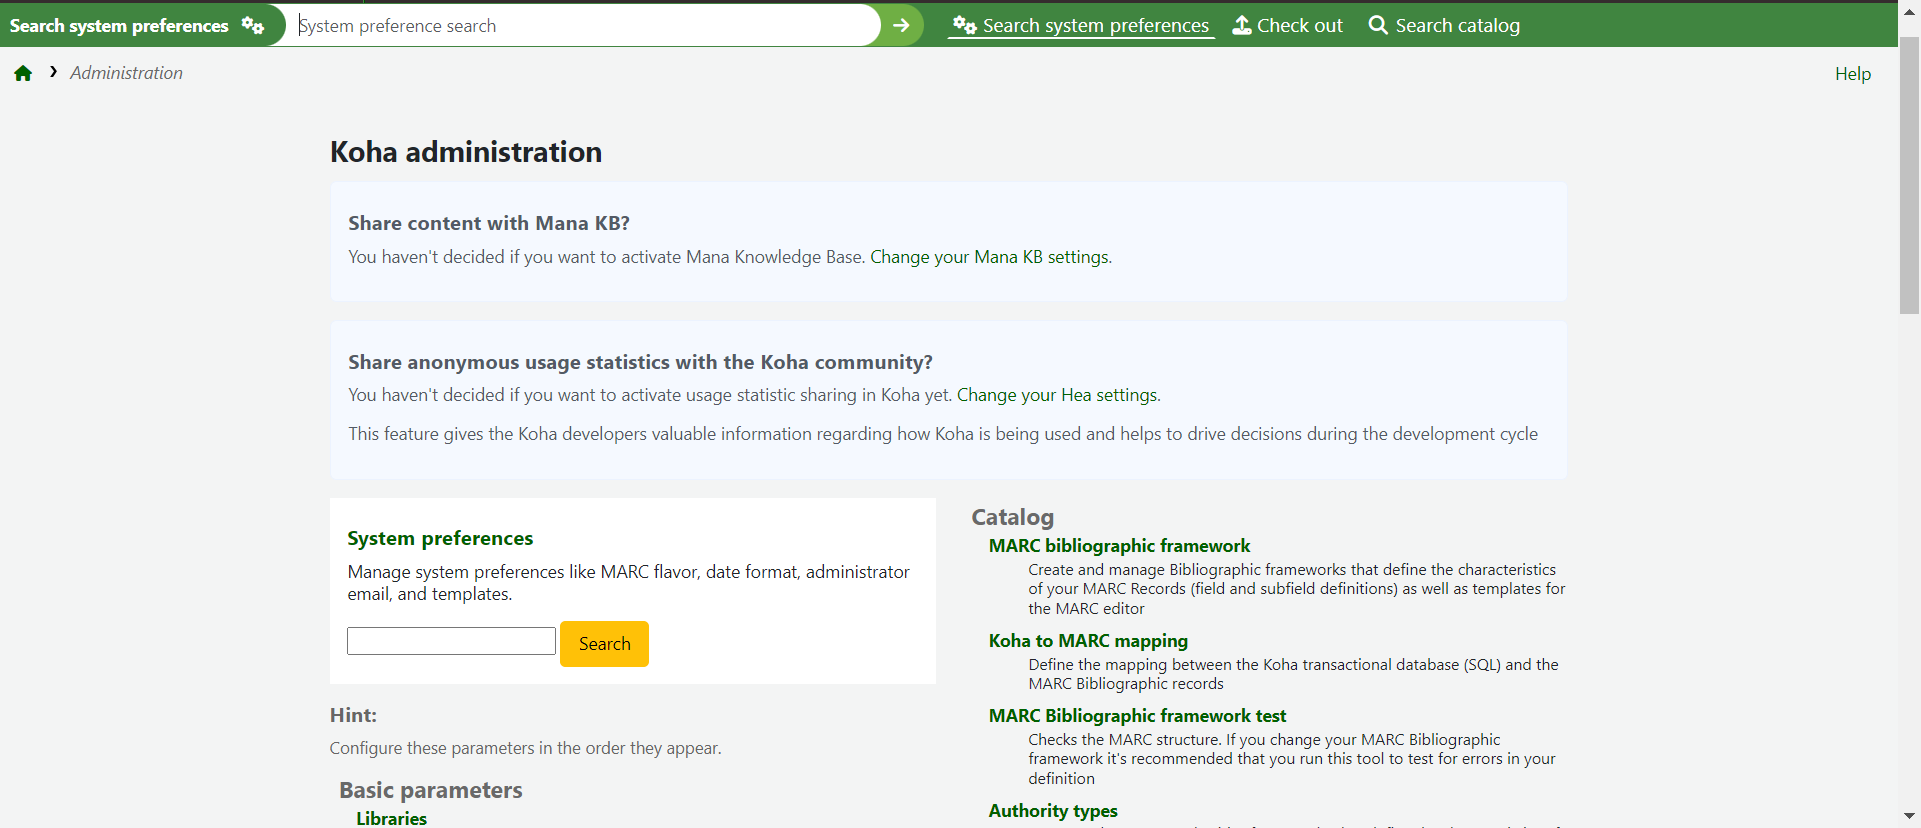 Search system preferences
System preference search
Search system preferences
Check out
Search catalog
Administration
Help
Koha administration
Share content with Mana KB?
You haven't decided if you want to activate Mana Knowledge Base. Change your Mana KB settings.
Share anonymous usage statistics with the Koha community?
You haven't decided if you want to activate usage statistic sharing in Koha yet. Change your Hea settings.
This feature gives the Koha developers valuable information regarding how Koha is being used and helps to drive decisions during the development cycle
System preferences
Manage system preferences like MARC flavor, date format, administrator
email, and templates.
Search
Hint:
Configure these parameters in the order they appear.
Basic parameters
Libraries
Catalog
MARC bibliographic framework
Create and manage Bibliographic frameworks that define the characteristics
of your MARC Records (field and subfield definitions) as well as templates for
the MARC editor
Koha to MARC mapping
Define the mapping between the Koha transactional database (SQL) and the
MARC Bibliographic records
MARC Bibliographic framework test
Checks the MARC structure. If you change your MARC Bibliographic
framework it's recommended that you run this tool to test for errors in your
definition
Authority types